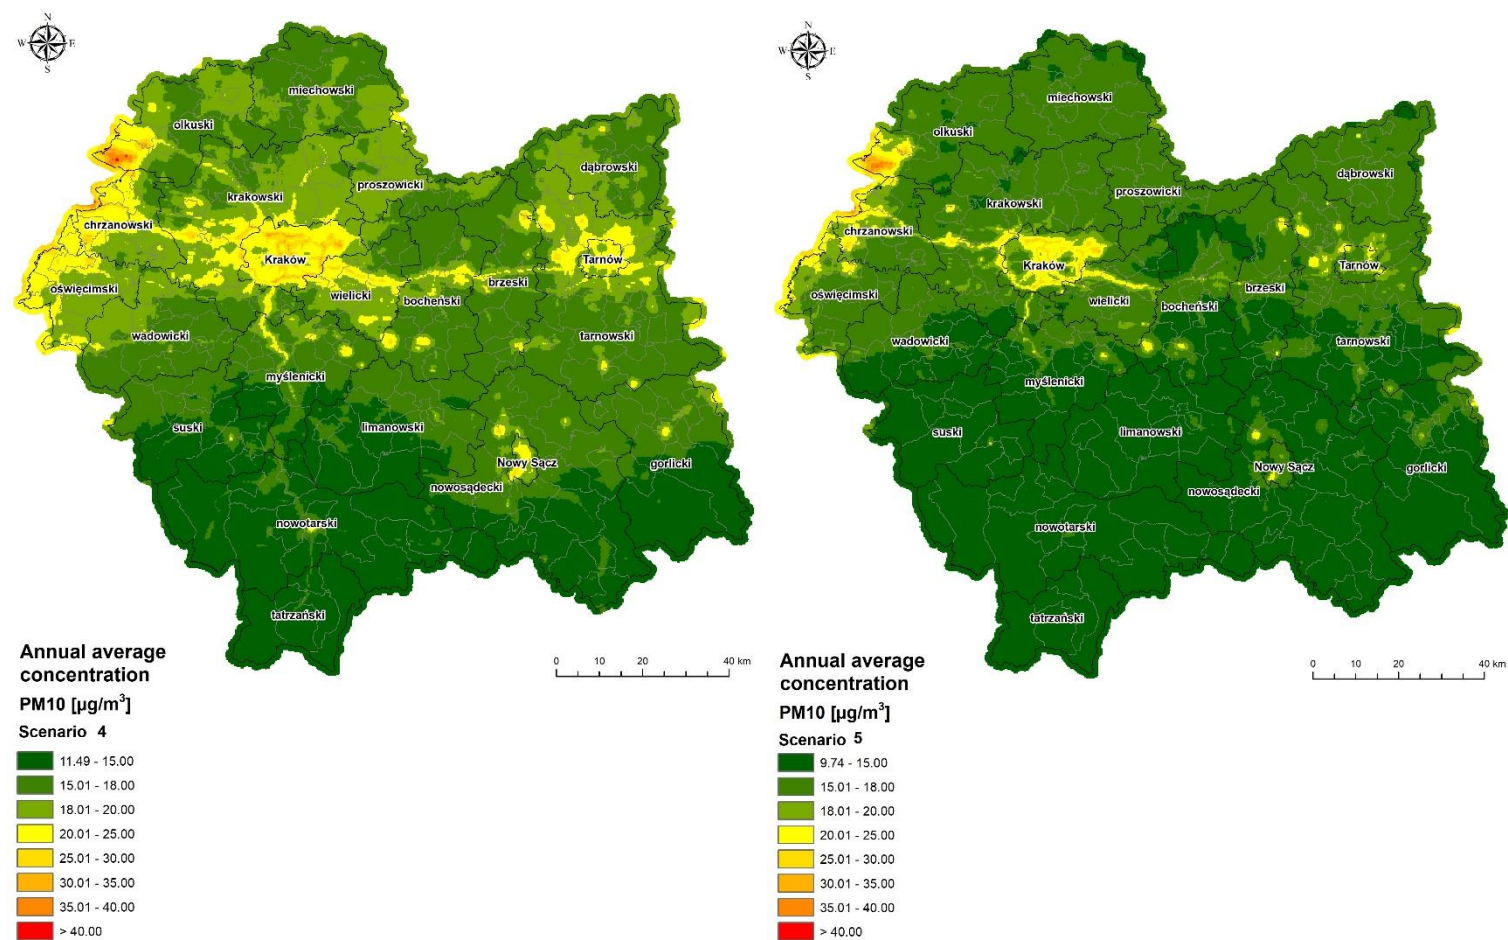 N
W E
S
miechowski
olkuski
dąbrowski
proszowicki
krakowski
chrzanowski
Kraków
Tarnów
brzeski
oświęcimski
wielicki
bocheński
wadowicki
tarnowski
myślenicki
suski
limanowski
Nowy Sącz
gorlicki
nowosądecki
nowotarski
tatrzański
Annual average
concentration
PM10 [µg/m³]
Scenario 4
11.49 - 15.00
15.01 - 18.00
18.01 - 20.00
20.01 - 25.00
25.01 - 30.00
30.01 - 35.00
35.01 - 40.00
> 40.00
0 10 20 40 km
N
W E
S
miechowski
olkuski
dąbrowski
proszowicki
krakowski
chrzanowski
Kraków
Tarnów
brzeski
oświęcimski
wielicki
bocheński
wadowicki
tarnowski
myślenicki
suski
limanowski
Nowy Sącz
gorlicki
nowosądecki
nowotarski
tatrzański
Annual average
concentration
PM10 [µg/m³]
Scenario 5
9.74 - 15.00
15.01 - 18.00
18.01 - 20.00
20.01 - 25.00
25.01 - 30.00
30.01 - 35.00
35.01 - 40.00
> 40.00
0 10 20 40 km